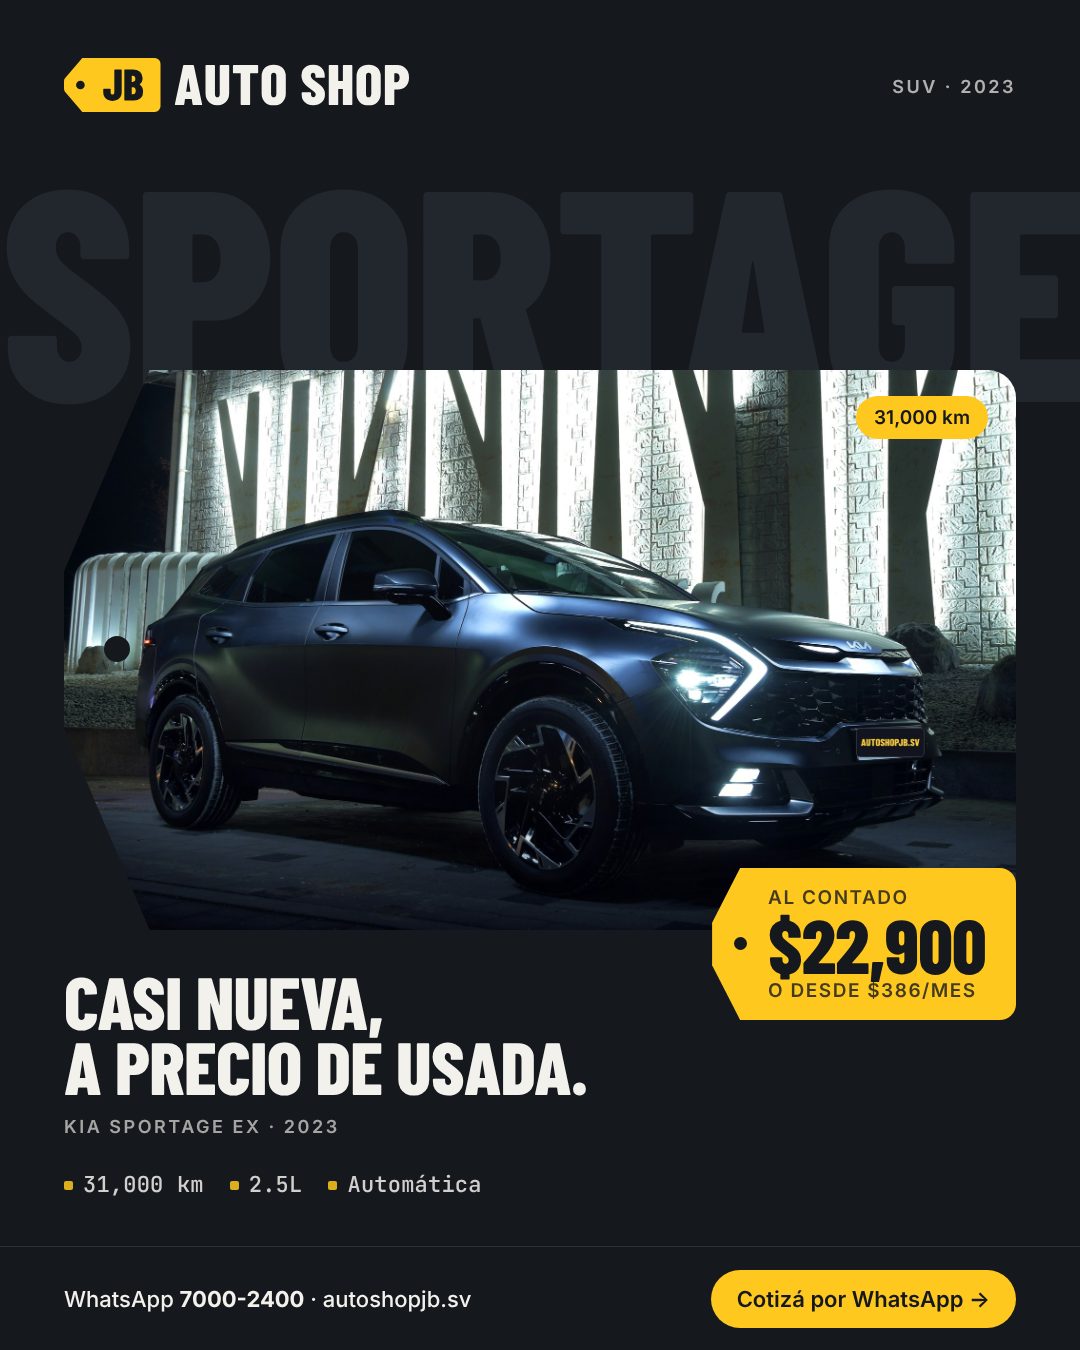 JB AUTO SHOP
SUV · 2023
SPORTAGE
31,000 km
KIA
AUTOSHOPJB.SV
AL CONTADO
$22,900
O DESDE $386/MES
CASI NUEVA,
A PRECIO DE USADA.
KIA SPORTAGE EX · 2023
31,000 km 2.5L Automática
WhatsApp 7000-2400 · autoshopjb.sv
Cotizá por WhatsApp →